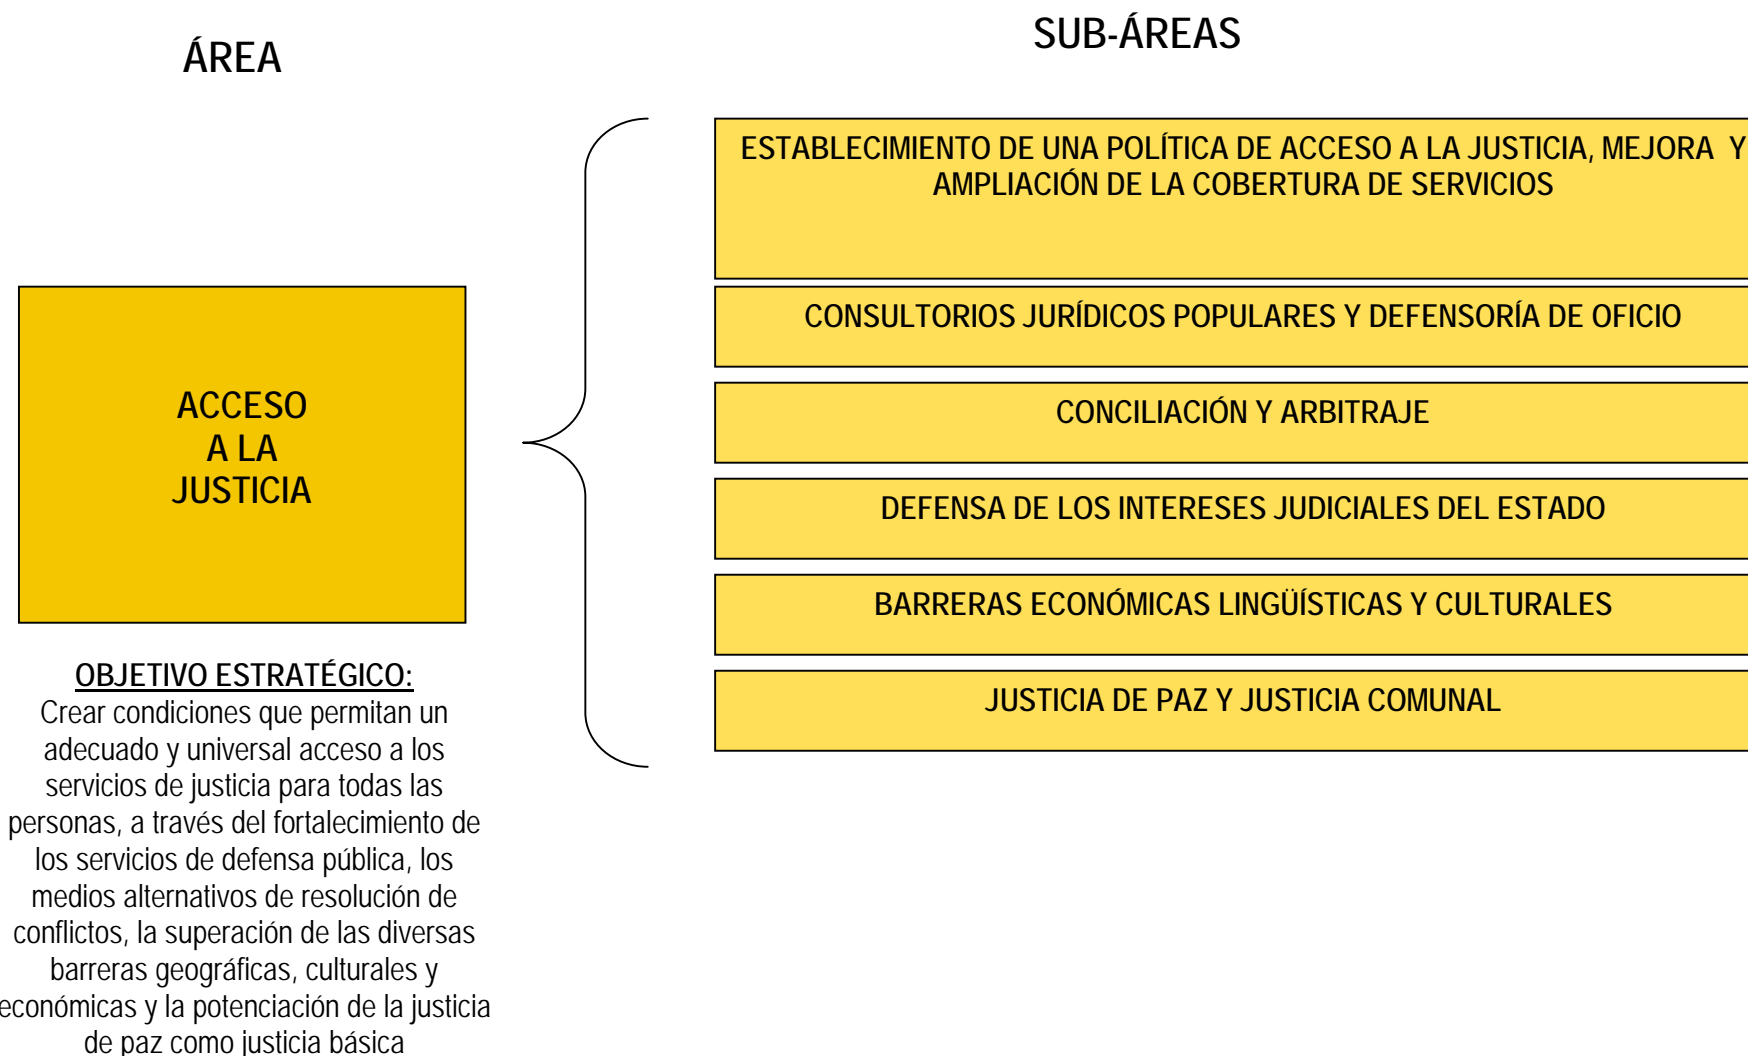 ÁREA
SUB-ÁREAS
ACCESO
A LA
JUSTICIA
OBJETIVO ESTRATÉGICO:
Crear condiciones que permitan un
adecuado y universal acceso a los
servicios de justicia para todas las
personas, a través del fortalecimiento de
los servicios de defensa pública, los
medios alternativos de resolución de
conflictos, la superación de las diversas
barreras geográficas, culturales y
económicas y la potenciación de la justicia
de paz como justicia básica
ESTABLECIMIENTO DE UNA POLÍTICA DE ACCESO A LA JUSTICIA, MEJORA Y
AMPLIACIÓN DE LA COBERTURA DE SERVICIOS
CONSULTORIOS JURÍDICOS POPULARES Y DEFENSORÍA DE OFICIO
CONCILIACIÓN Y ARBITRAJE
DEFENSA DE LOS INTERESES JUDICIALES DEL ESTADO
BARRERAS ECONÓMICAS LINGÜÍSTICAS Y CULTURALES
JUSTICIA DE PAZ Y JUSTICIA COMUNAL